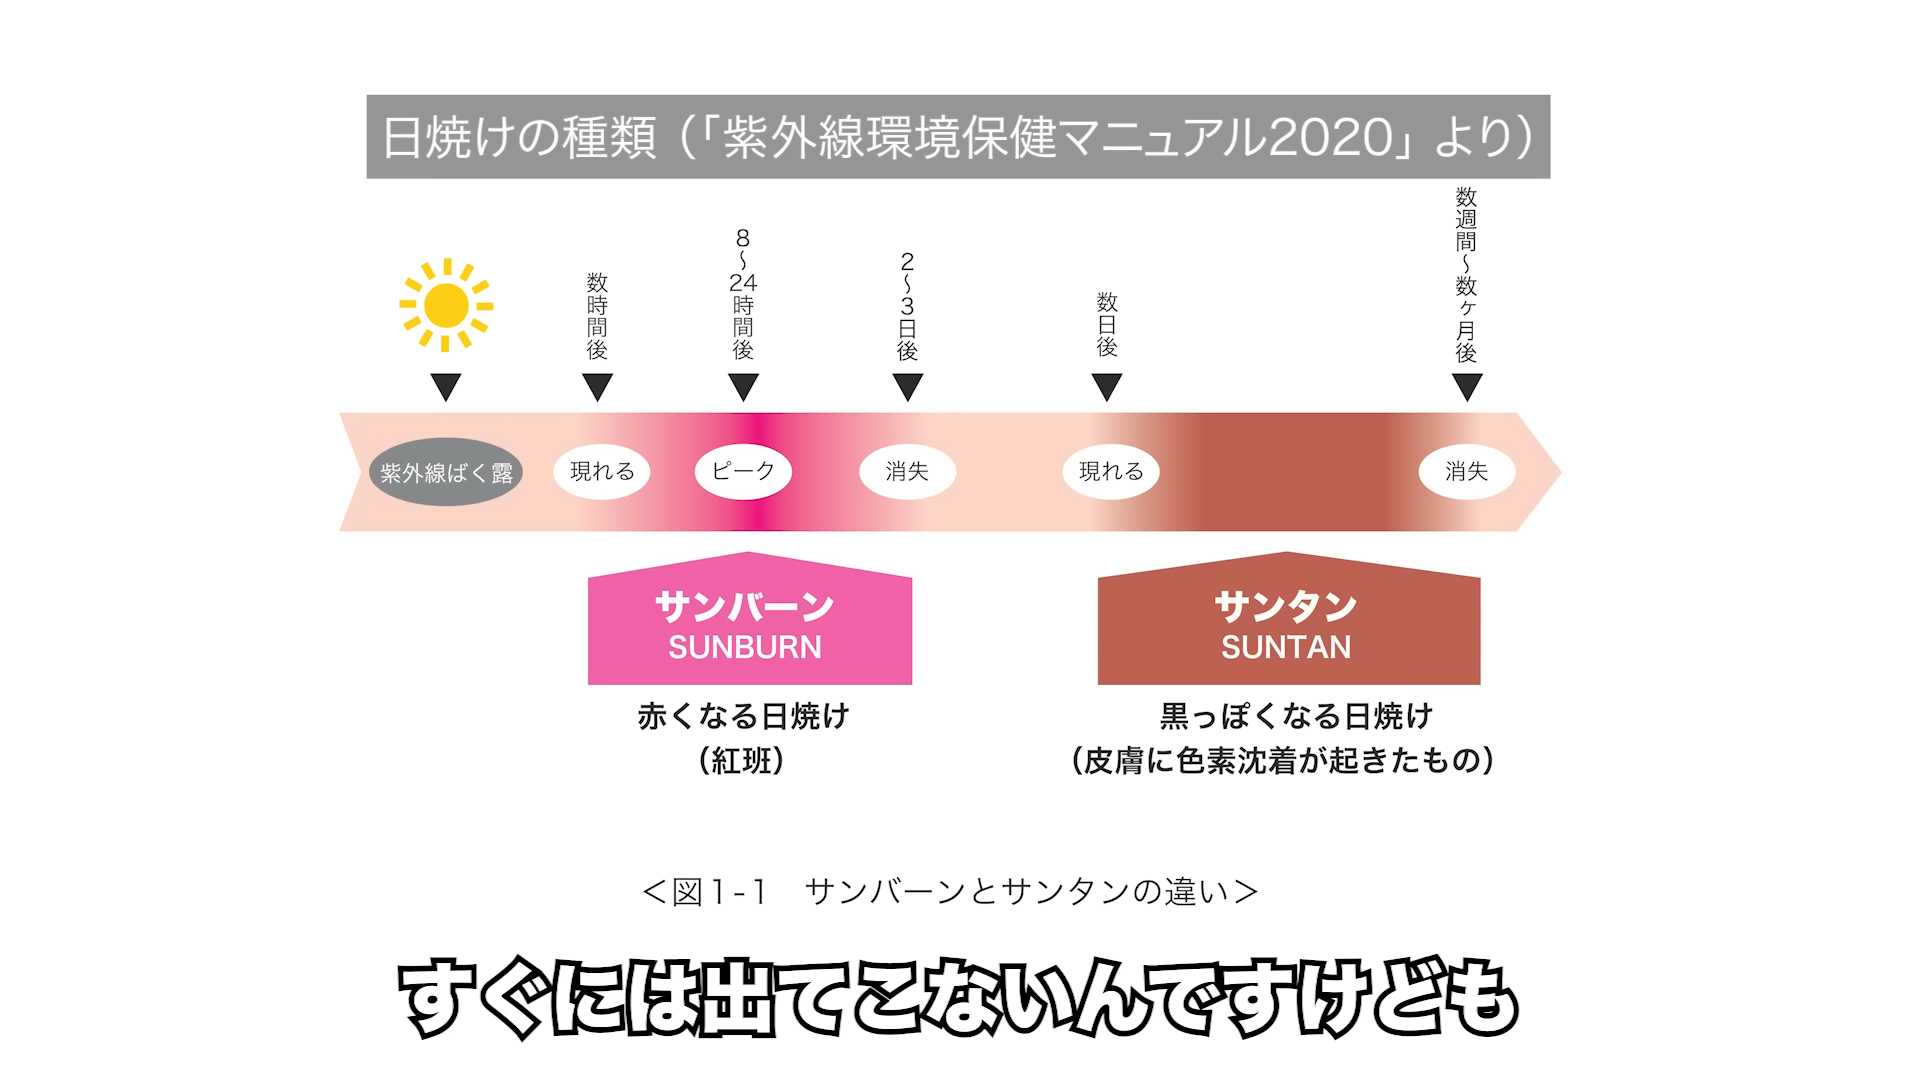 日焼けの種類（「紫外線環境保健マニュアル2020」より）
数時間後
8〜24時間後
2〜3日後
数日後
数週間〜数ヶ月後
紫外線ばく露
現れる
ピーク
消失
現れる
消失
サンバーン
SUNBURN
赤くなる日焼け
（紅班）
サンタン
SUNTAN
黒っぽくなる日焼け
（皮膚に色素沈着が起きたもの）
＜図1-1　サンバーンとサンタンの違い＞
すぐには出てこないんですけども